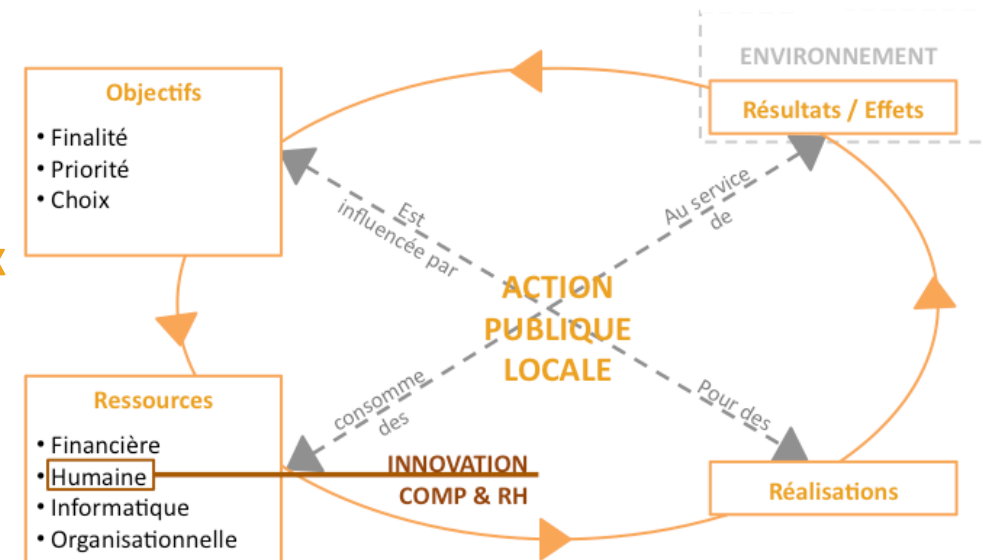 ENVIRONNEMENT
Résultats / Effets
Objectifs
• Finalité
• Priorité
• Choix
Est
influencée par
Au service
de
ACTION
PUBLIQUE
LOCALE
consomme
des
Pour des
Ressources
• Financière
• Humaine
• Informatique
• Organisationnelle
INNOVATION
COMP & RH
Réalisations